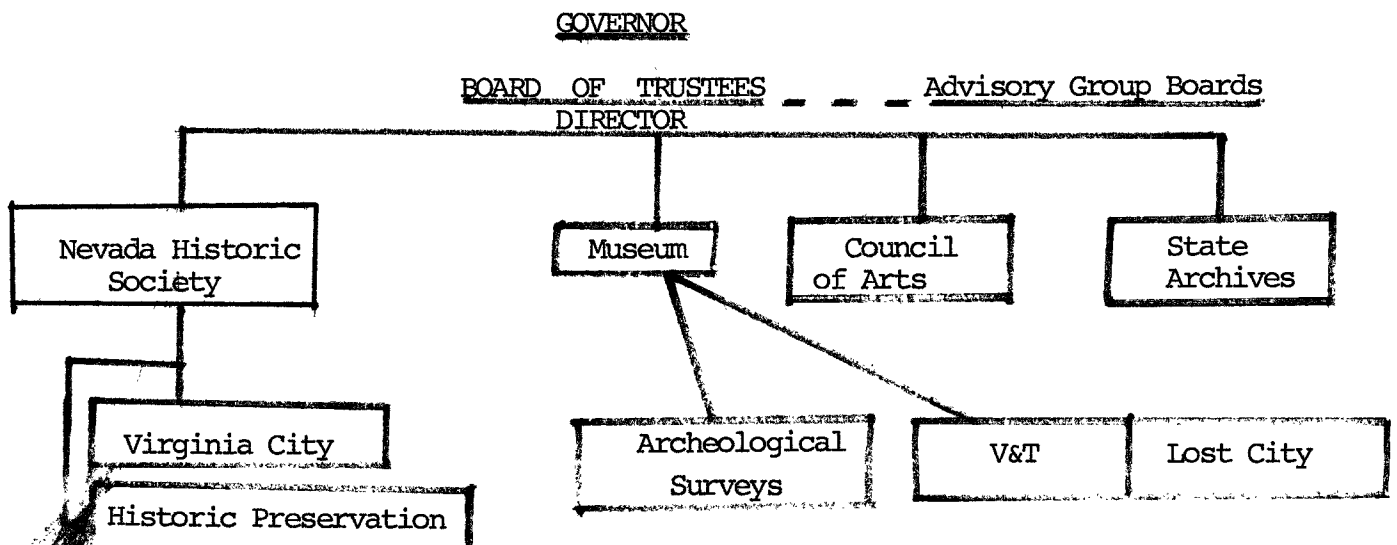 GOVERNOR
BOARD OF TRUSTEES Advisory Group Boards
DIRECTOR
Nevada Historic
Society
Museum
Council
of Arts
State
Archives
Virginia City
Historic Preservation
Archeological
Surveys
V&T
Lost City